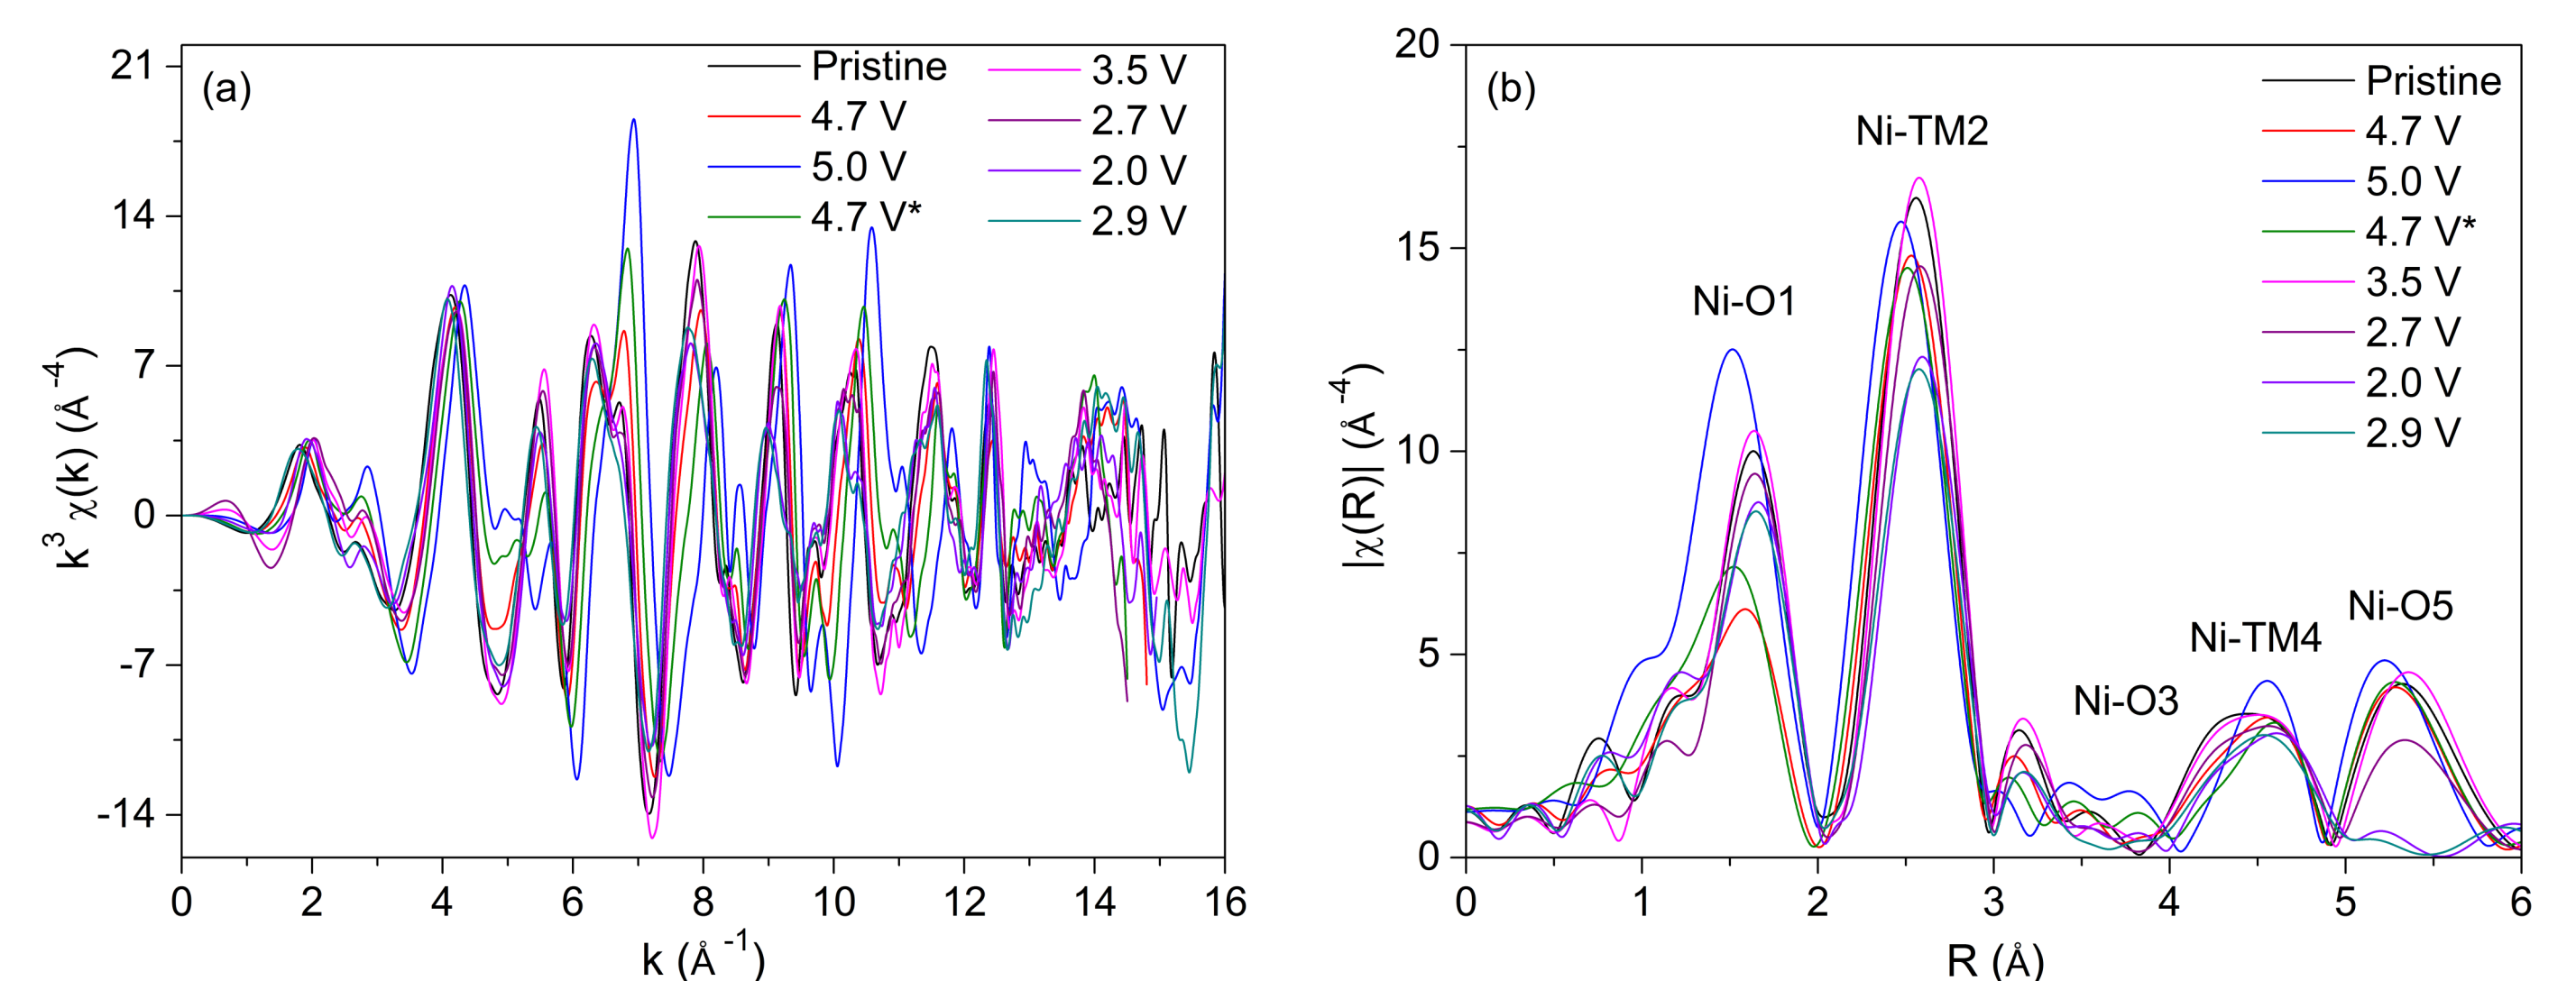 (a)
21
14
7
0
-7
-14
k³ χ(k) (Å⁻⁴)
Pristine
4.7 V
5.0 V
4.7 V*
3.5 V
2.7 V
2.0 V
2.9 V
0 2 4 6 8 10 12 14 16
k (Å⁻¹)
(b)
20
15
10
5
0
|χ(R)| (Å⁻⁴)
Ni-O1
Ni-TM2
Ni-O3
Ni-TM4
Ni-O5
Pristine
4.7 V
5.0 V
4.7 V*
3.5 V
2.7 V
2.0 V
2.9 V
0 1 2 3 4 5 6
R (Å)